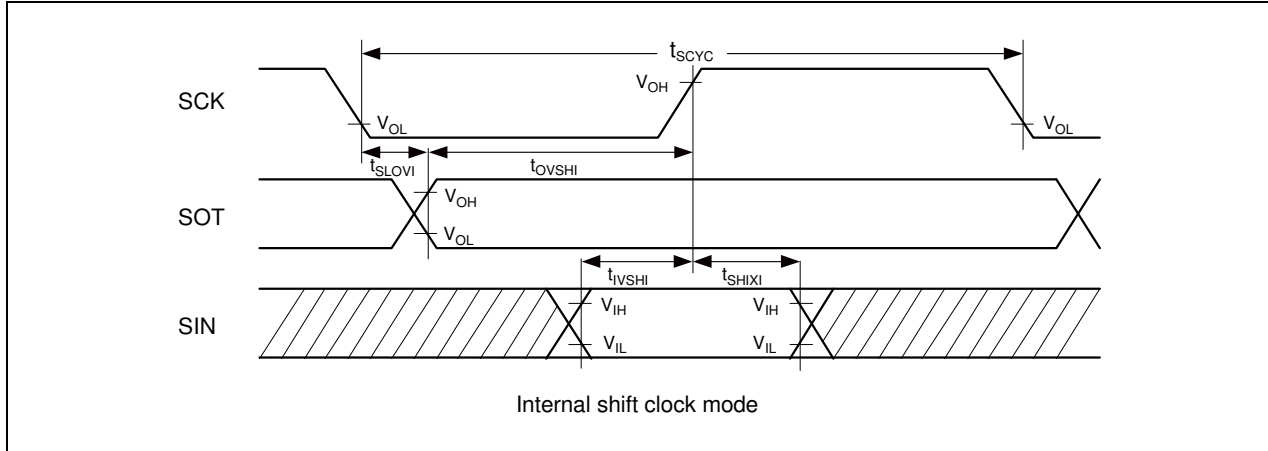 tSCYC
SCK
VOH
VOL
VOL
tSLOVI
tOVSHI
SOT
VOH
VOL
tIVSHI
tSHIXI
SIN
VIH
VIH
VIL
VIL
Internal shift clock mode